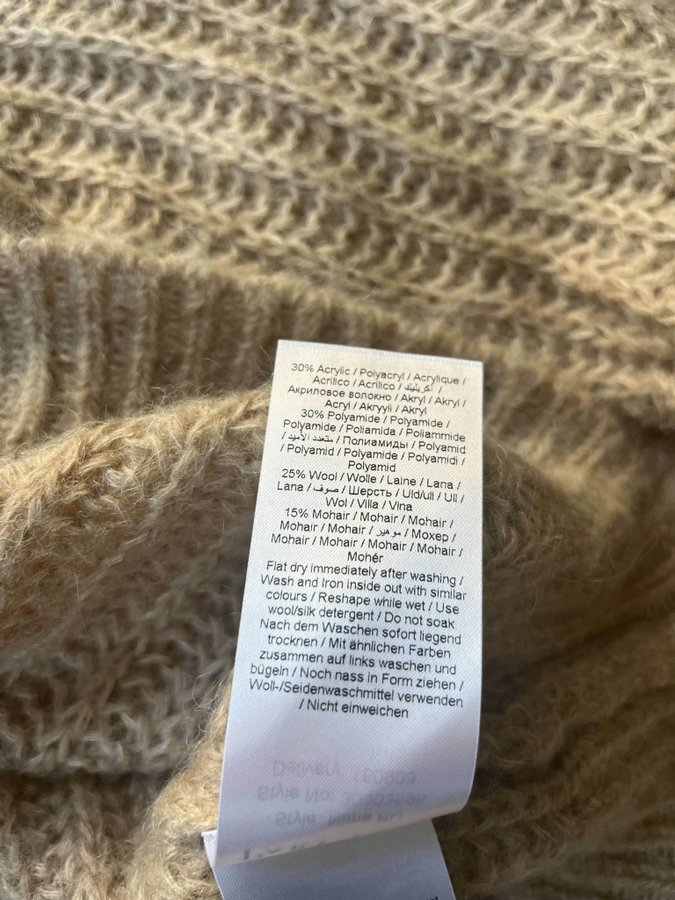 30% Acrylic / Polyacryl / Acrylique /
Acrilico / Acrílico / أكريليك /
Акриловое волокно / Akryl / Akryl /
Acryl / Akryyli / Akryl
30% Polyamide / Polyamide /
Polyamide / Poliamida / Poliammide
/ متعدد الأميد / Полиамиды / Polyamid
/ Polyamid / Polyamide / Polyamidi /
Polyamid
25% Wool / Wolle / Laine / Lana /
Lana / صوف / Шерсть / Uld/ull / Ull /
Wol / Villa / Vina
15% Mohair / Mohair / Mohair /
Mohair / Mohair / موهير / Мохер /
Mohair / Mohair / Mohair / Mohair /
Mohér
Flat dry immediately after washing /
Wash and Iron inside out with similar
colours / Reshape while wet / Use
wool/silk detergent / Do not soak
Nach dem Waschen sofort liegend
trocknen / Mit ähnlichen Farben
zusammen auf links waschen und
bügeln / Noch nass in Form ziehen /
Woll-/Seidenwaschmittel verwenden
/ Nicht einweichen